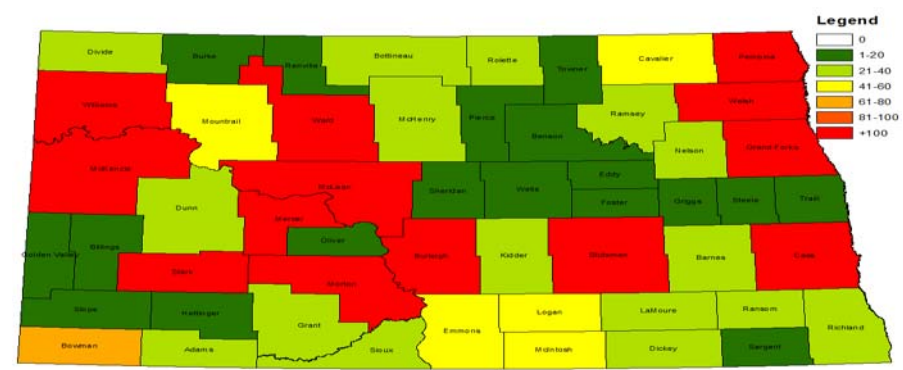 Legend
0
1-20
21-40
41-60
61-80
81-100
+100
Divide
Burke
Renville
Bottineau
Rolette
Towner
Cavalier
Pembina
Williams
Mountrail
Ward
McHenry
Pierce
Benson
Ramsey
Walsh
Nelson
Grand Forks
McKenzie
Dunn
McLean
Mercer
Oliver
Sheridan
Wells
Eddy
Foster
Griggs
Steele
Traill
Golden Valley
Billings
Stark
Morton
Burleigh
Kidder
Stutsman
Barnes
Cass
Slope
Hettinger
Grant
Emmons
Logan
LaMoure
Ransom
Richland
Bowman
Adams
Sioux
McIntosh
Dickey
Sargent